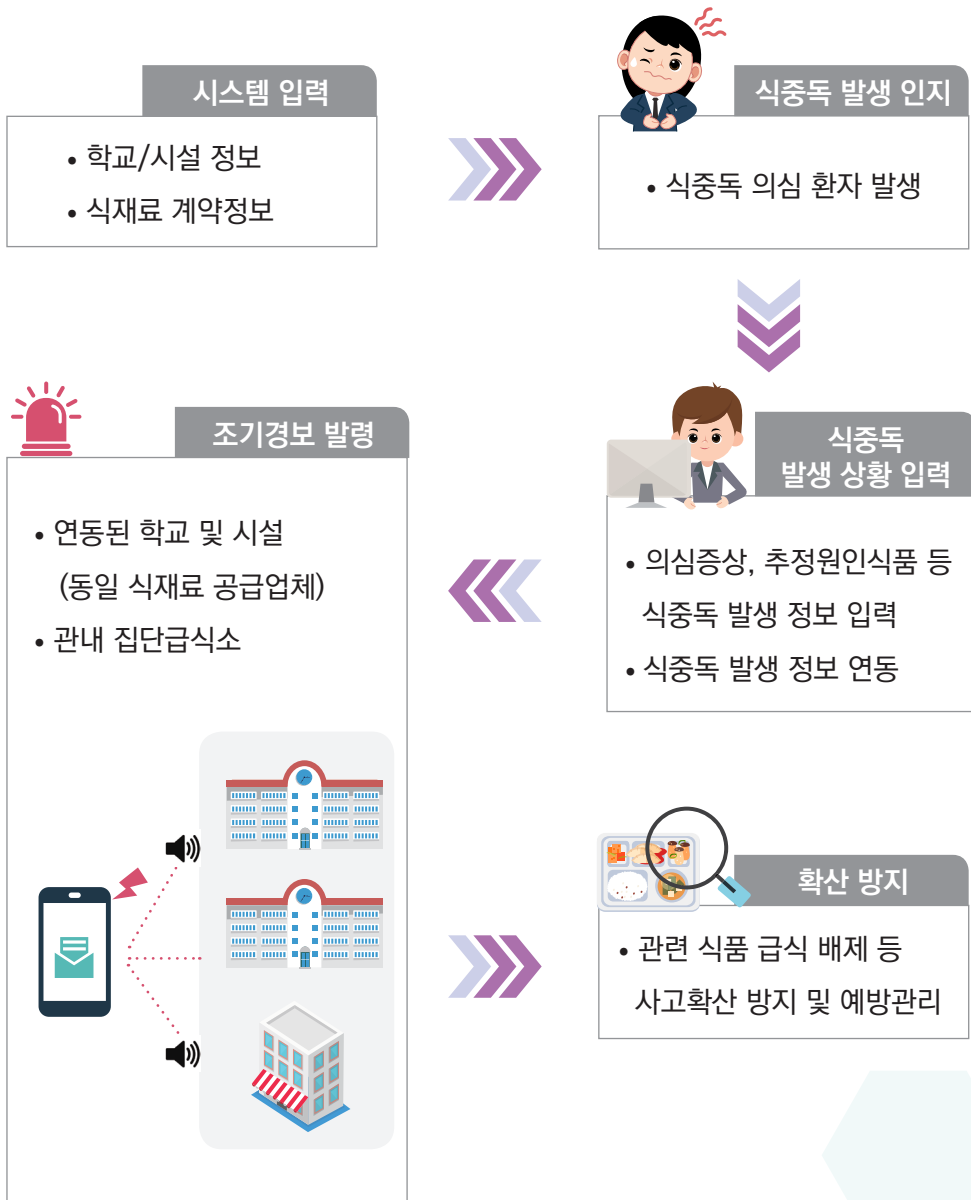 시스템 입력
• 학교/시설 정보
• 식재료 계약정보
식중독 발생 인지
• 식중독 의심 환자 발생
식중독
발생 상황 입력
• 의심증상, 추정원인식품 등
식중독 발생 정보 입력
• 식중독 발생 정보 연동
조기경보 발령
• 연동된 학교 및 시설
(동일 식재료 공급업체)
• 관내 집단급식소
확산 방지
• 관련 식품 급식 배제 등
사고확산 방지 및 예방관리